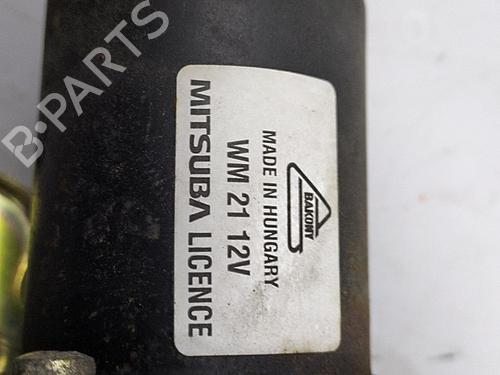 B-PARTS
MITSUBA LICENCE
WM 21 12V
MADE IN HUNGARY
BAKONY